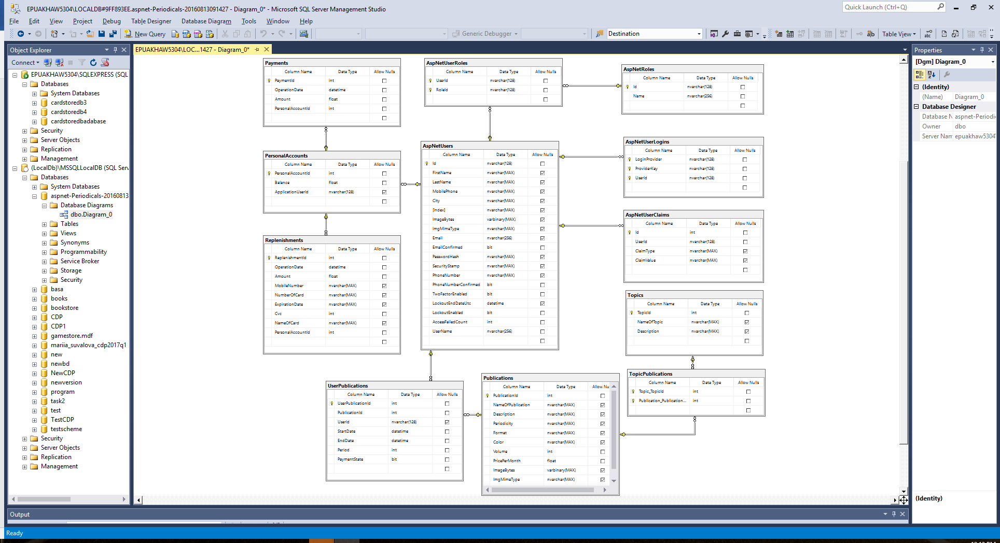 EPUAKHAW5304\LOCALDB#9FF893EE.aspnet-Periodicals-20160813091427 - Diagram_0* - Microsoft SQL Server Management Studio
Quick Launch (Ctrl+Q)
File Edit View Project Debug Table Designer Database Diagram Tools Window Help
New Query
Generic Debugger
Destination
Table View
Object Explorer
Connect
EPUAKHAW5304\SQLEXPRESS (SQL
Databases
System Databases
cardstoredb3
cardstoredb4
cardstoredbadabase
Security
Server Objects
Replication
Management
(LocalDb)\MSSQLLocalDB (SQL Serv
Databases
System Databases
aspnet-Periodicals-20160813
Database Diagrams
dbo.Diagram_0
Tables
Views
Synonyms
Programmability
Service Broker
Storage
Security
basa
books
bookstore
CDP
CDP1
gamestore.mdf
mariia_suvalova_cdp2017q1
new
newbd
NewCDP
newversion
program
task2
test
TestCDP
testscheme
Security
Server Objects
Replication
Management
EPUAKHAW5304\LOC...1427 - Diagram_0*
Payments
Column Name Data Type Allow Nulls
PaymentId int
OperationDate datetime
Amount float
PersonalAccountId int
PersonalAccounts
Column Name Data Type Allow Nulls
PersonalAccountId int
Balance float
ApplicationUserId nvarchar(128)
Replenishments
Column Name Data Type Allow Nulls
ReplenishmentId int
OperationDate datetime
Amount float
MobileNumber nvarchar(MAX)
NumberOfCard nvarchar(MAX)
ExpirationDate nvarchar(MAX)
Cvc int
NameOfCard nvarchar(MAX)
PersonalAccountId int
AspNetUserRoles
Column Name Data Type Allow Nulls
UserId nvarchar(128)
RoleId nvarchar(128)
AspNetUsers
Column Name Data Type Allow Nulls
Id nvarchar(128)
FirstName nvarchar(MAX)
LastName nvarchar(MAX)
MobilePhone nvarchar(MAX)
City nvarchar(MAX)
[Index] nvarchar(MAX)
ImageBytes varbinary(MAX)
ImgMimeType nvarchar(MAX)
Email nvarchar(256)
EmailConfirmed bit
PasswordHash nvarchar(MAX)
SecurityStamp nvarchar(MAX)
PhoneNumber nvarchar(MAX)
PhoneNumberConfirmed bit
TwoFactorEnabled bit
LockoutEndDateUtc datetime
LockoutEnabled bit
AccessFailedCount int
UserName nvarchar(256)
AspNetRoles
Column Name Data Type Allow Nulls
Id nvarchar(128)
Name nvarchar(256)
AspNetUserLogins
Column Name Data Type Allow Nulls
LoginProvider nvarchar(128)
ProviderKey nvarchar(128)
UserId nvarchar(128)
AspNetUserClaims
Column Name Data Type Allow Nulls
Id int
UserId nvarchar(128)
ClaimType nvarchar(MAX)
ClaimValue nvarchar(MAX)
Topics
Column Name Data Type Allow Nulls
TopicId int
NameOfTopic nvarchar(MAX)
Description nvarchar(MAX)
TopicPublications
Column Name Data Type Allow Nulls
Topic_TopicId int
Publication_Publication... int
UserPublications
Column Name Data Type Allow Nulls
UserPublicationId int
PublicationId int
UserId nvarchar(128)
StartDate datetime
EndDate datetime
Period int
PaymentState bit
Publications
Column Name Data Type Allow Nu
PublicationId int
NameOfPublication nvarchar(MAX)
Description nvarchar(MAX)
Periodicity nvarchar(MAX)
Format nvarchar(MAX)
Color nvarchar(MAX)
Volume int
PricePerMonth float
ImageBytes varbinary(MAX)
ImgMimeType nvarchar(MAX)
Properties
[Dgm] Diagram_0
(Identity)
(Name) Diagram_0
Database Designer
Database N aspnet-Periodi
Owner dbo
Server Nam epuakhaw5304
(Identity)
Output
Ready